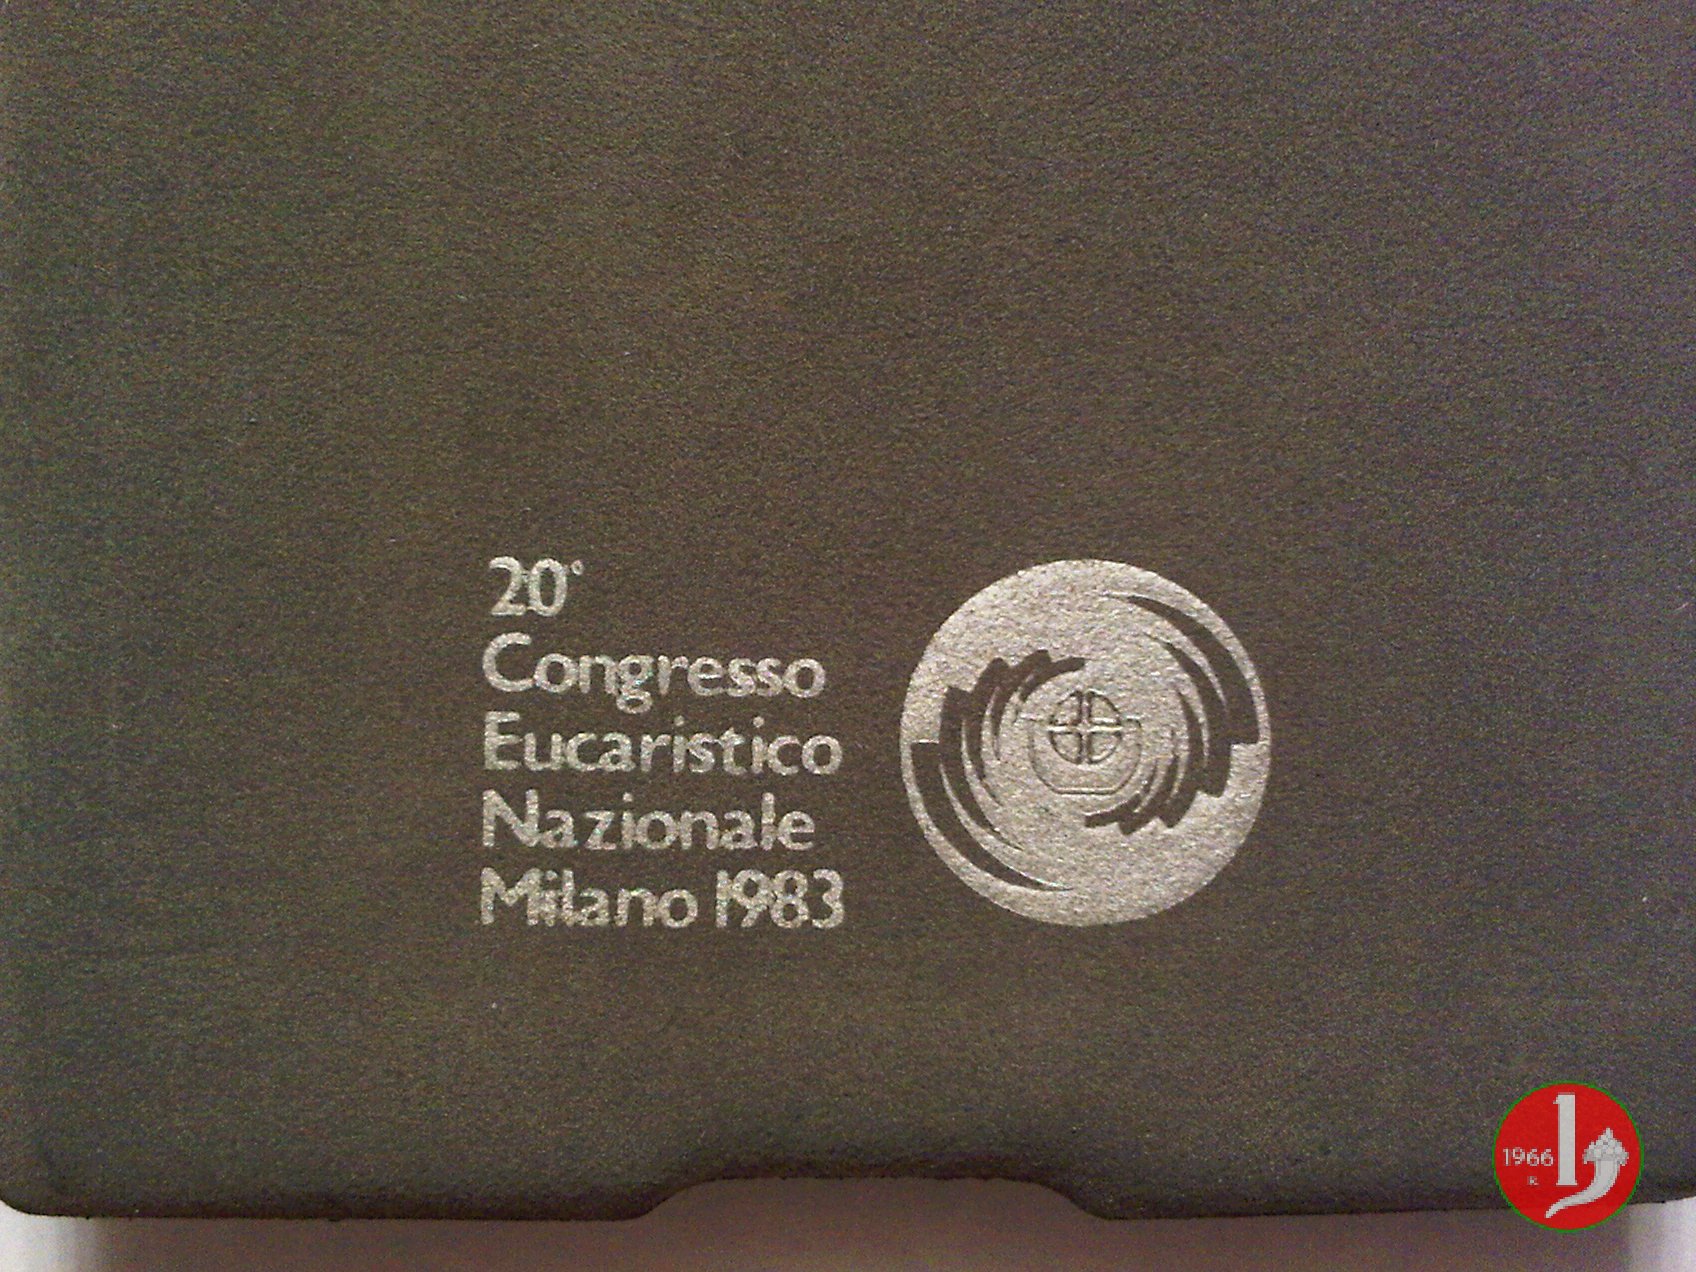 20°
Congresso
Eucaristico
Nazionale
Milano 1983
1966
R